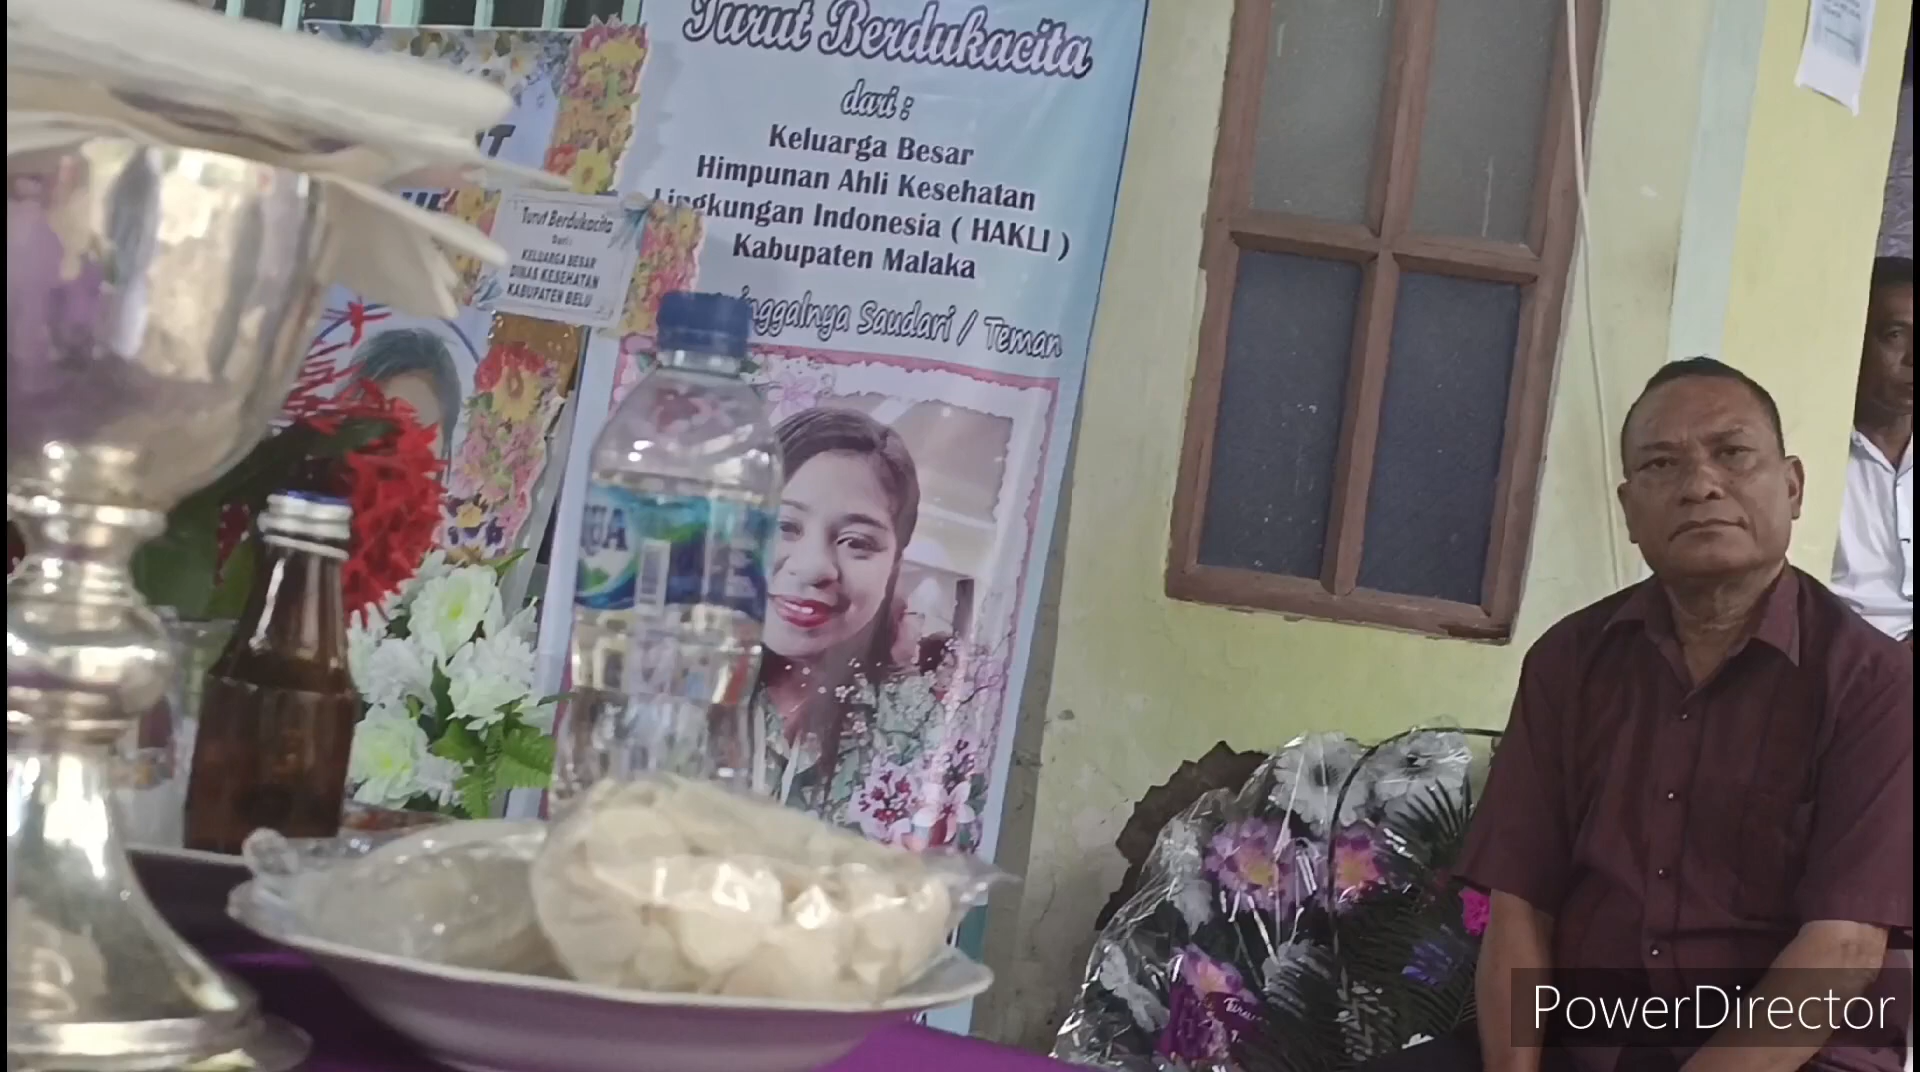 Turut Berdukacita
dari :
Keluarga Besar
Himpunan Ahli Kesehatan
Lingkungan Indonesia ( HAKLI )
Kabupaten Malaka
Saudari / Teman
Turut Berdukacita
Dari :
KELUARGA BESAR
DINAS KESEHATAN
KABUPATEN BELU
PowerDirector